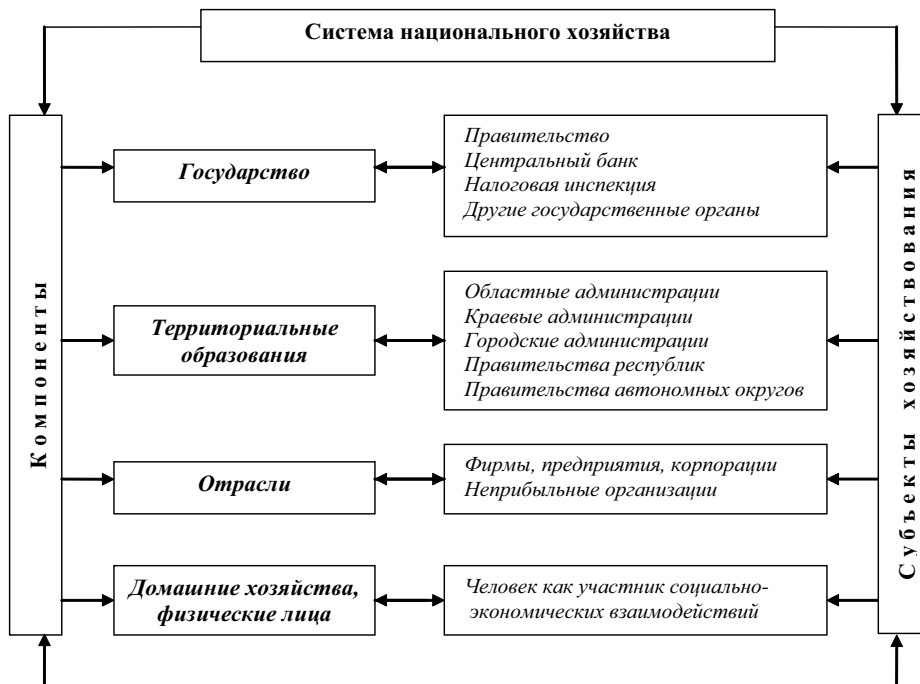 Система национального хозяйства
Компоненты
Государство
Правительство
Центральный банк
Налоговая инспекция
Другие государственные органы
Территориальные
образования
Областные администрации
Краевые администрации
Городские администрации
Правительства республик
Правительства автономных округов
Отрасли
Фирмы, предприятия, корпорации
Неприбыльные организации
Домашние хозяйства,
физические лица
Человек как участник социально-
экономических взаимодействий
Субъекты хозяйствования